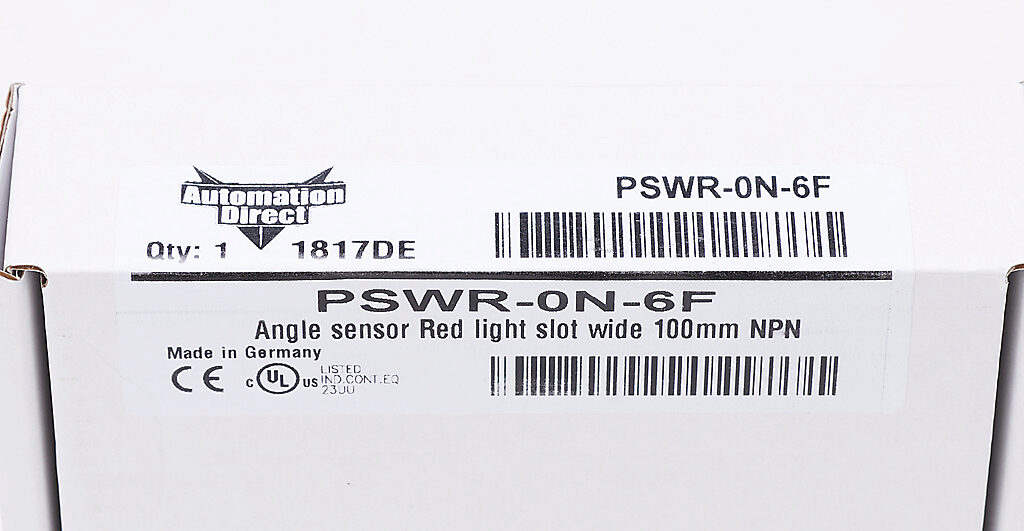 Automation
Direct
PSWR-0N-6F
Qty: 1
1817DE
PSWR-0N-6F
Angle sensor Red light slot wide 100mm NPN
Made in Germany
CE
c UL us
LISTED
IND.CONT.EQ
23UU